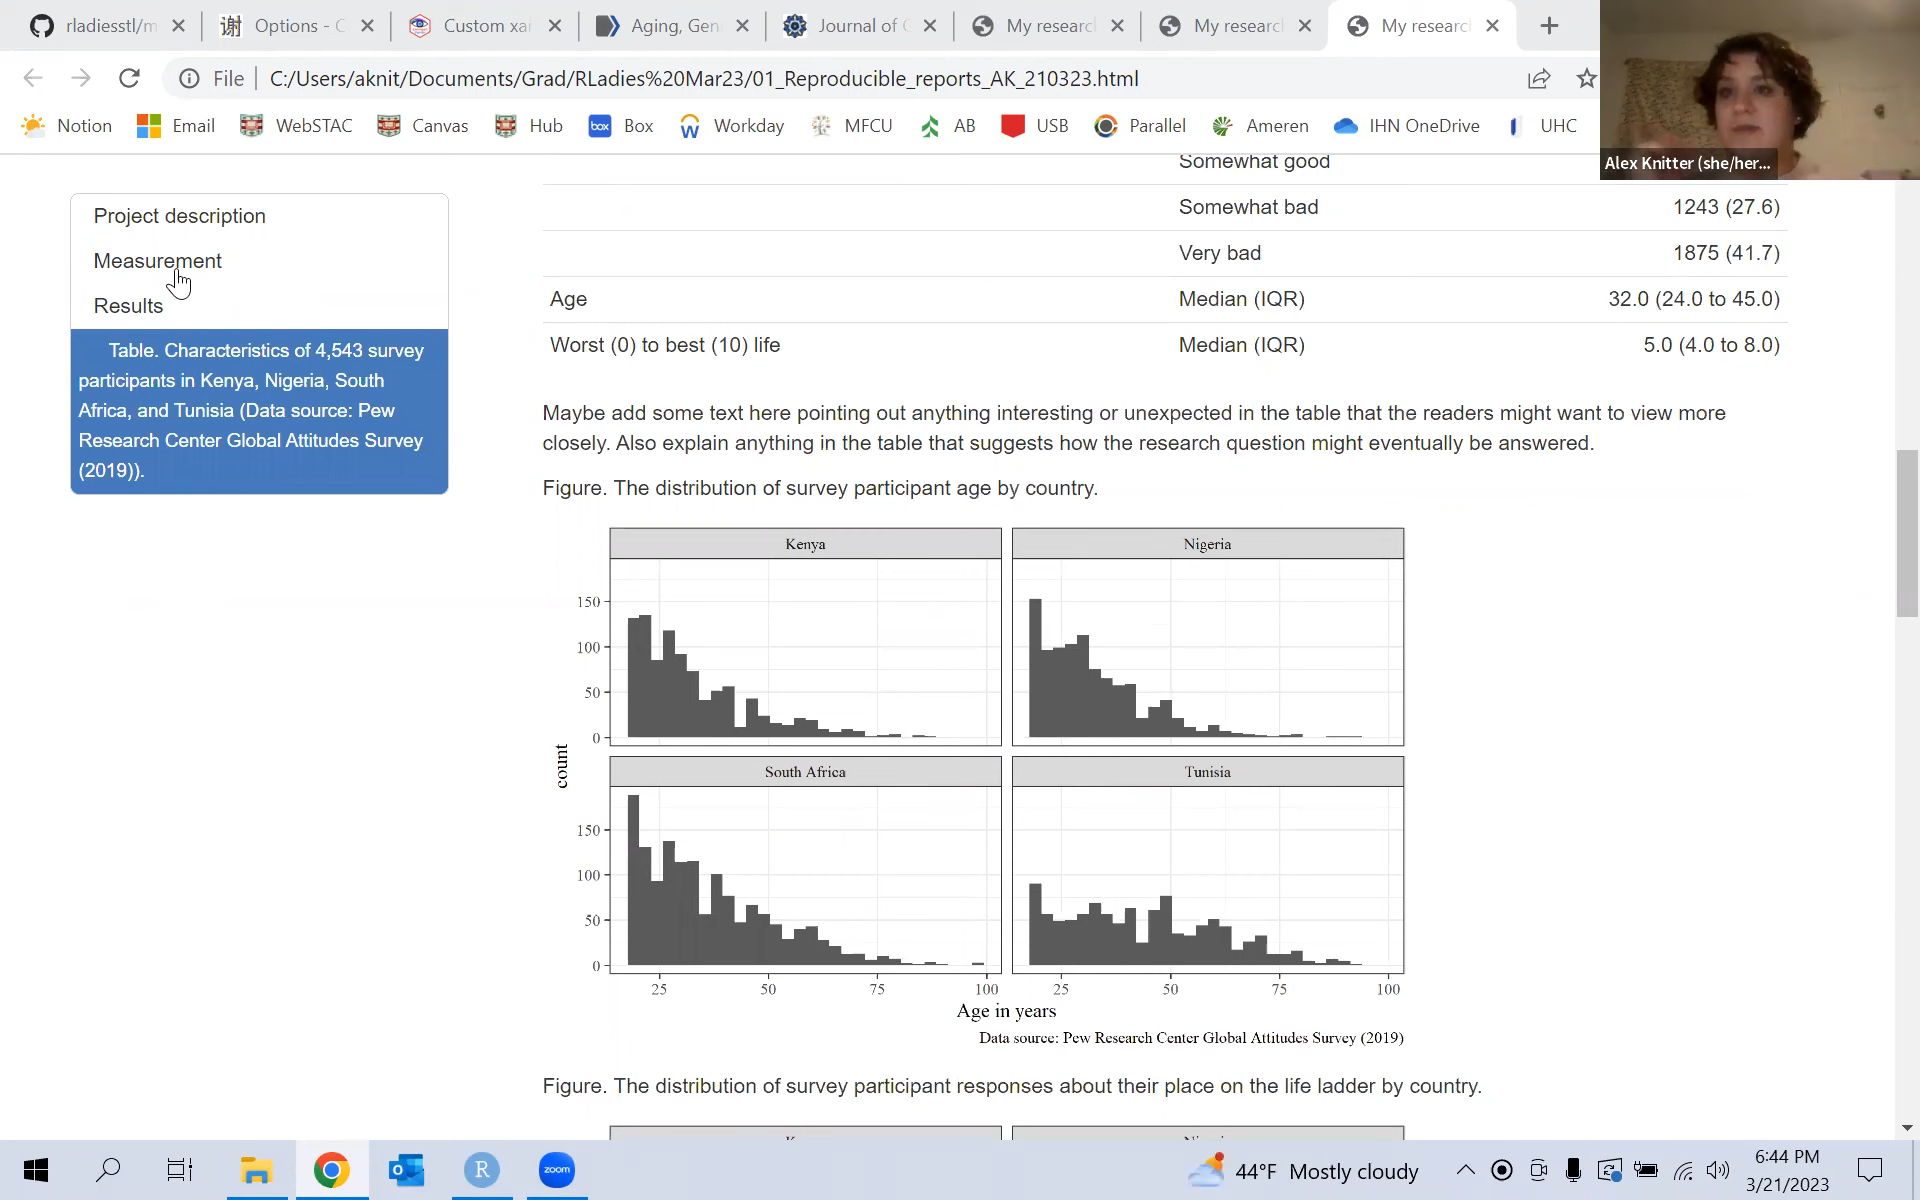 rladiesstl/m
谢 Options - C
Custom xar
Aging, Gen
Journal of C
My researc
My researc
My researc
File C:/Users/aknit/Documents/Grad/RLadies%20Mar23/01_Reproducible_reports_AK_210323.html
Notion Email WebSTAC Canvas Hub box Box Workday MFCU AB USB Parallel Ameren IHN OneDrive UHC
Alex Knitter (she/her...
Project description
Measurement
Results
Table. Characteristics of 4,543 survey
participants in Kenya, Nigeria, South
Africa, and Tunisia (Data source: Pew
Research Center Global Attitudes Survey
(2019)).
Somewhat good
Somewhat bad 1243 (27.6)
Very bad 1875 (41.7)
Age Median (IQR) 32.0 (24.0 to 45.0)
Worst (0) to best (10) life Median (IQR) 5.0 (4.0 to 8.0)
Maybe add some text here pointing out anything interesting or unexpected in the table that the readers might want to view more
closely. Also explain anything in the table that suggests how the research question might eventually be answered.
Figure. The distribution of survey participant age by country.
Kenya Nigeria
150
100
50
0
count
South Africa Tunisia
150
100
50
0
25 50 75 100 25 50 75 100
Age in years
Data source: Pew Research Center Global Attitudes Survey (2019)
Figure. The distribution of survey participant responses about their place on the life ladder by country.
R
zoom
44°F Mostly cloudy
6:44 PM
3/21/2023